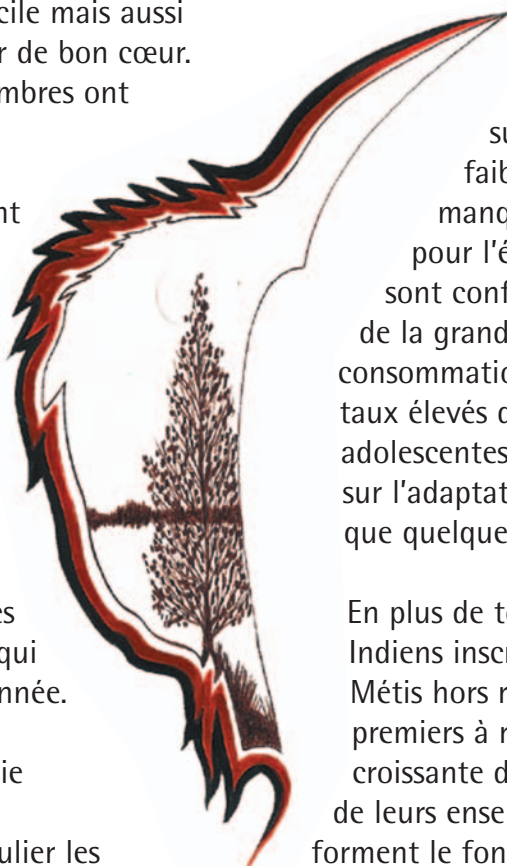 cile mais aussi
r de bon cœur.
mbres ont
nt
es
qui
nnée.
ie
ulier les
su
faib
manq
pour l'é
sont conf
de la grand
consommatio
taux élevés d
adolescentes
sur l'adaptat
que quelque
En plus de to
Indiens inscr
Métis hors r
premiers à r
croissante d
de leurs ense
forment le fon